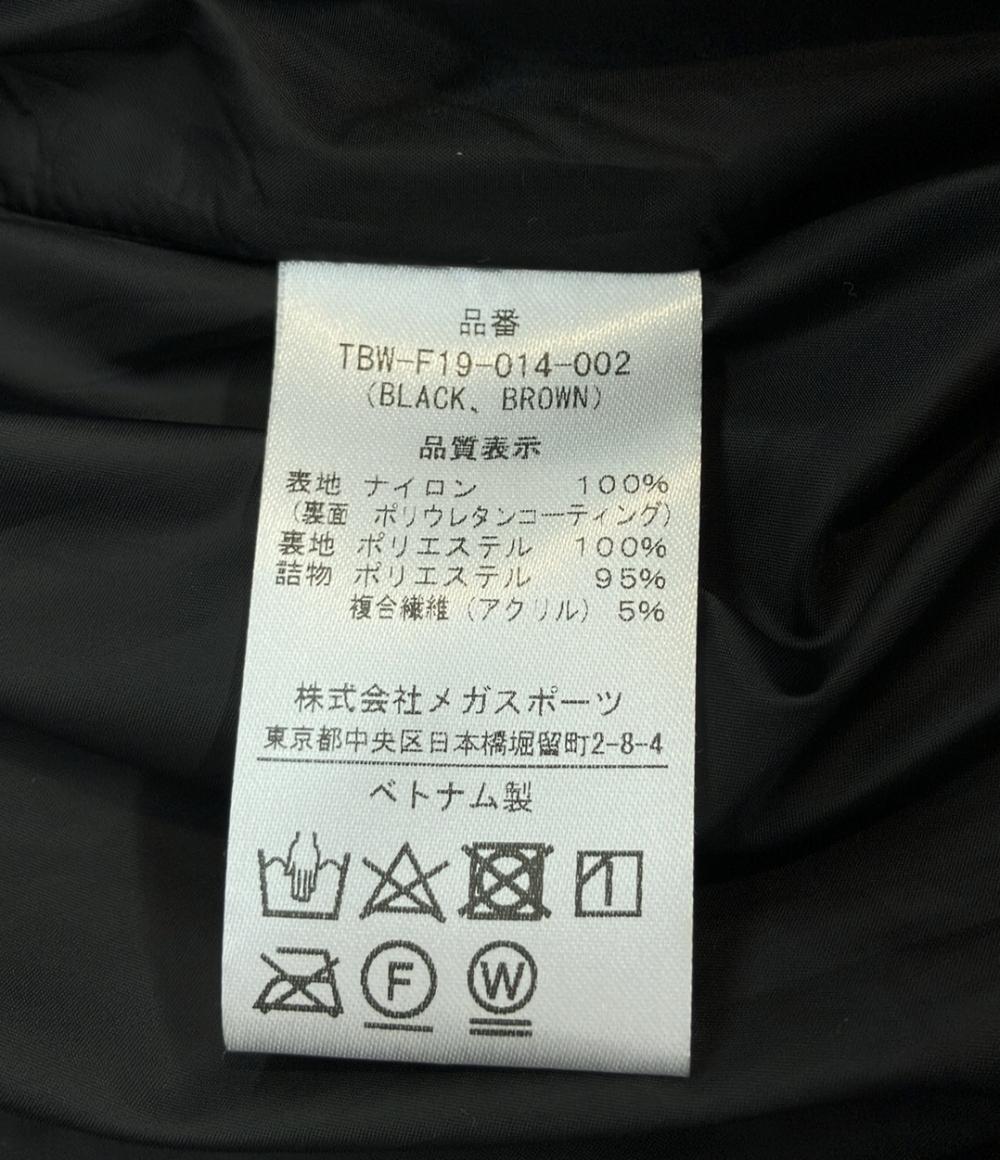 品番
TBW-F19-014-002
(BLACK、BROWN)
品質表示
表地 ナイロン 100%
(裏面 ポリウレタンコーティング)
裏地 ポリエステル 100%
詰物 ポリエステル 95%
複合繊維(アクリル) 5%
株式会社メガスポーツ
東京都中央区日本橋堀留町2-8-4
ベトナム製
F W